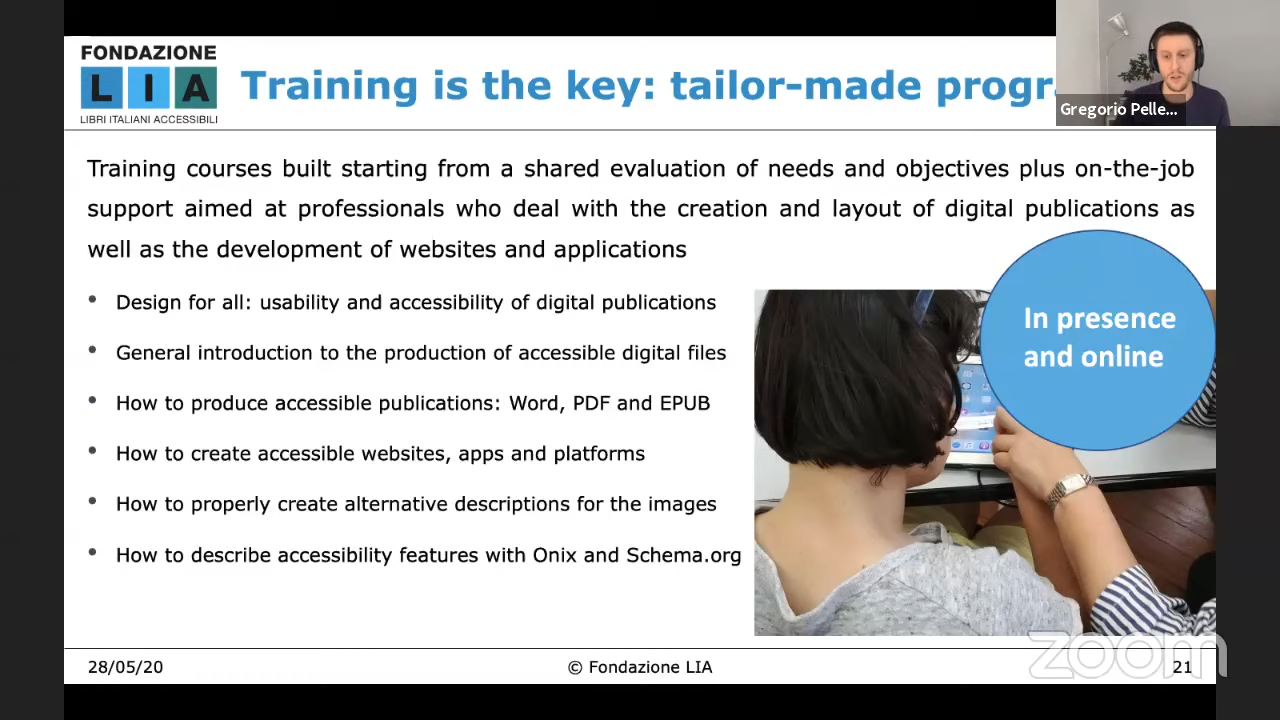 FONDAZIONE
LIA
LIBRI ITALIANI ACCESSIBILI
Training is the key: tailor-made progr
Gregorio Pelle...
Training courses built starting from a shared evaluation of needs and objectives plus on-the-job
support aimed at professionals who deal with the creation and layout of digital publications as
well as the development of websites and applications
• Design for all: usability and accessibility of digital publications
• General introduction to the production of accessible digital files
• How to produce accessible publications: Word, PDF and EPUB
• How to create accessible websites, apps and platforms
• How to properly create alternative descriptions for the images
• How to describe accessibility features with Onix and Schema.org
In presence
and online
28/05/20
© Fondazione LIA
21
zoom